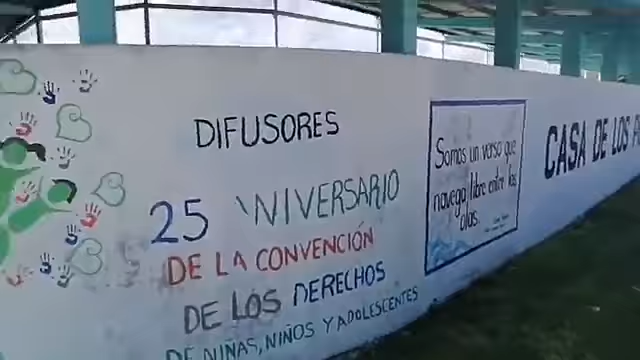 DIFUSORES
25 ANIVERSARIO
DE LA CONVENCIÓN
DE LOS DERECHOS
DE NIÑAS, NIÑOS Y ADOLESCENTES
Somos un verso que
navega libre entre las
olas.
CASA DE LOS